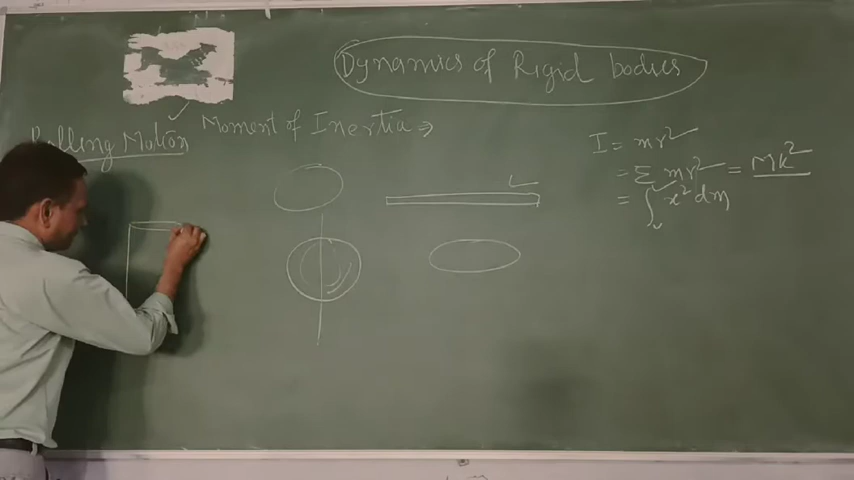 Dynamics of Rigid bodies
Rolling Motion
Moment of Inertia ⇒
I = mr²
= Σ mr² = MK²
= ∫ x² dm